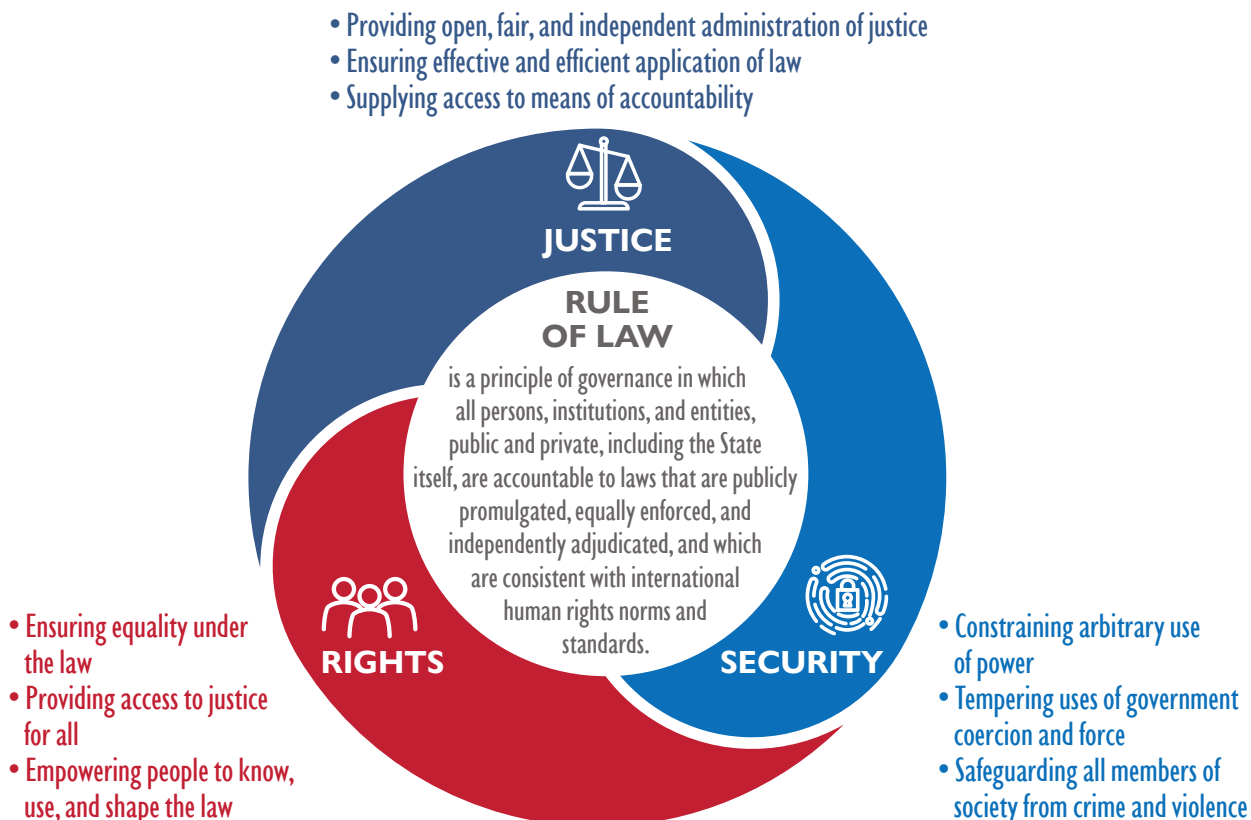 • Providing open, fair, and independent administration of justice
• Ensuring effective and efficient application of law
• Supplying access to means of accountability
JUSTICE
RULE
OF LAW
is a principle of governance in which
all persons, institutions, and entities,
public and private, including the State
itself, are accountable to laws that are publicly
promulgated, equally enforced, and
independently adjudicated, and which
are consistent with international
human rights norms and
standards.
RIGHTS
SECURITY
• Ensuring equality under
the law
• Providing access to justice
for all
• Empowering people to know,
use, and shape the law
• Constraining arbitrary use
of power
• Tempering uses of government
coercion and force
• Safeguarding all members of
society from crime and violence